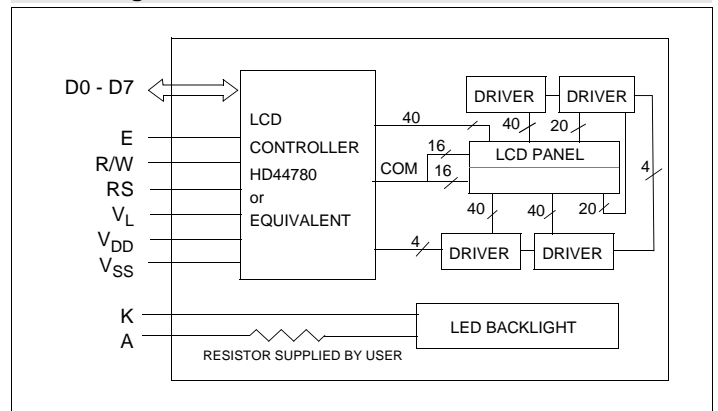 D0 - D7
E
R/W
RS
VL
VDD
VSS
K
A
LCD
CONTROLLER
HD44780
or
EQUIVALENT
40
COM
16
16
4
DRIVER
DRIVER
40
20
LCD PANEL
4
40
40
20
DRIVER
DRIVER
LED BACKLIGHT
RESISTOR SUPPLIED BY USER